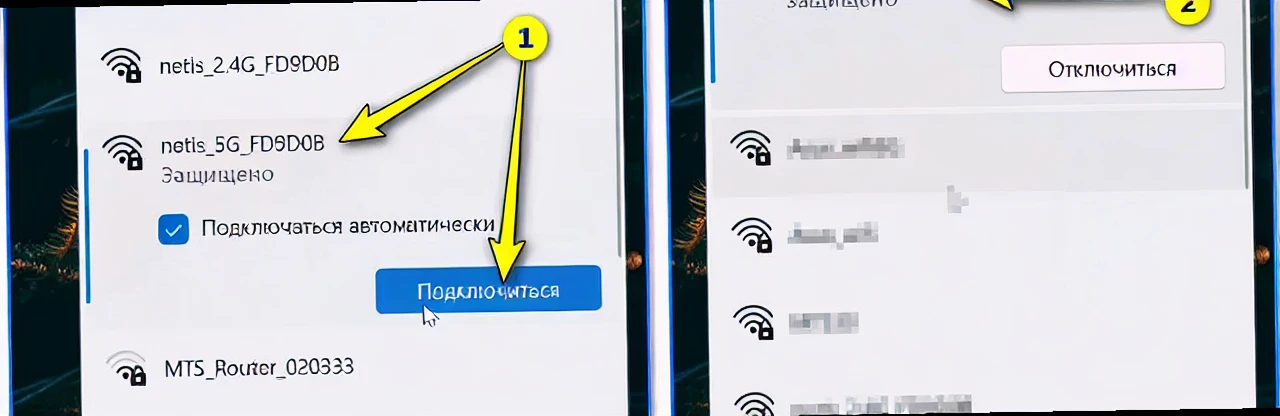 netis_2.4G_FD9D0B
1
netis_5G_FD9D0B
Защищено
Подключаться автоматически
Подключиться
MTS_Router_020333
защищено
2
Отключиться